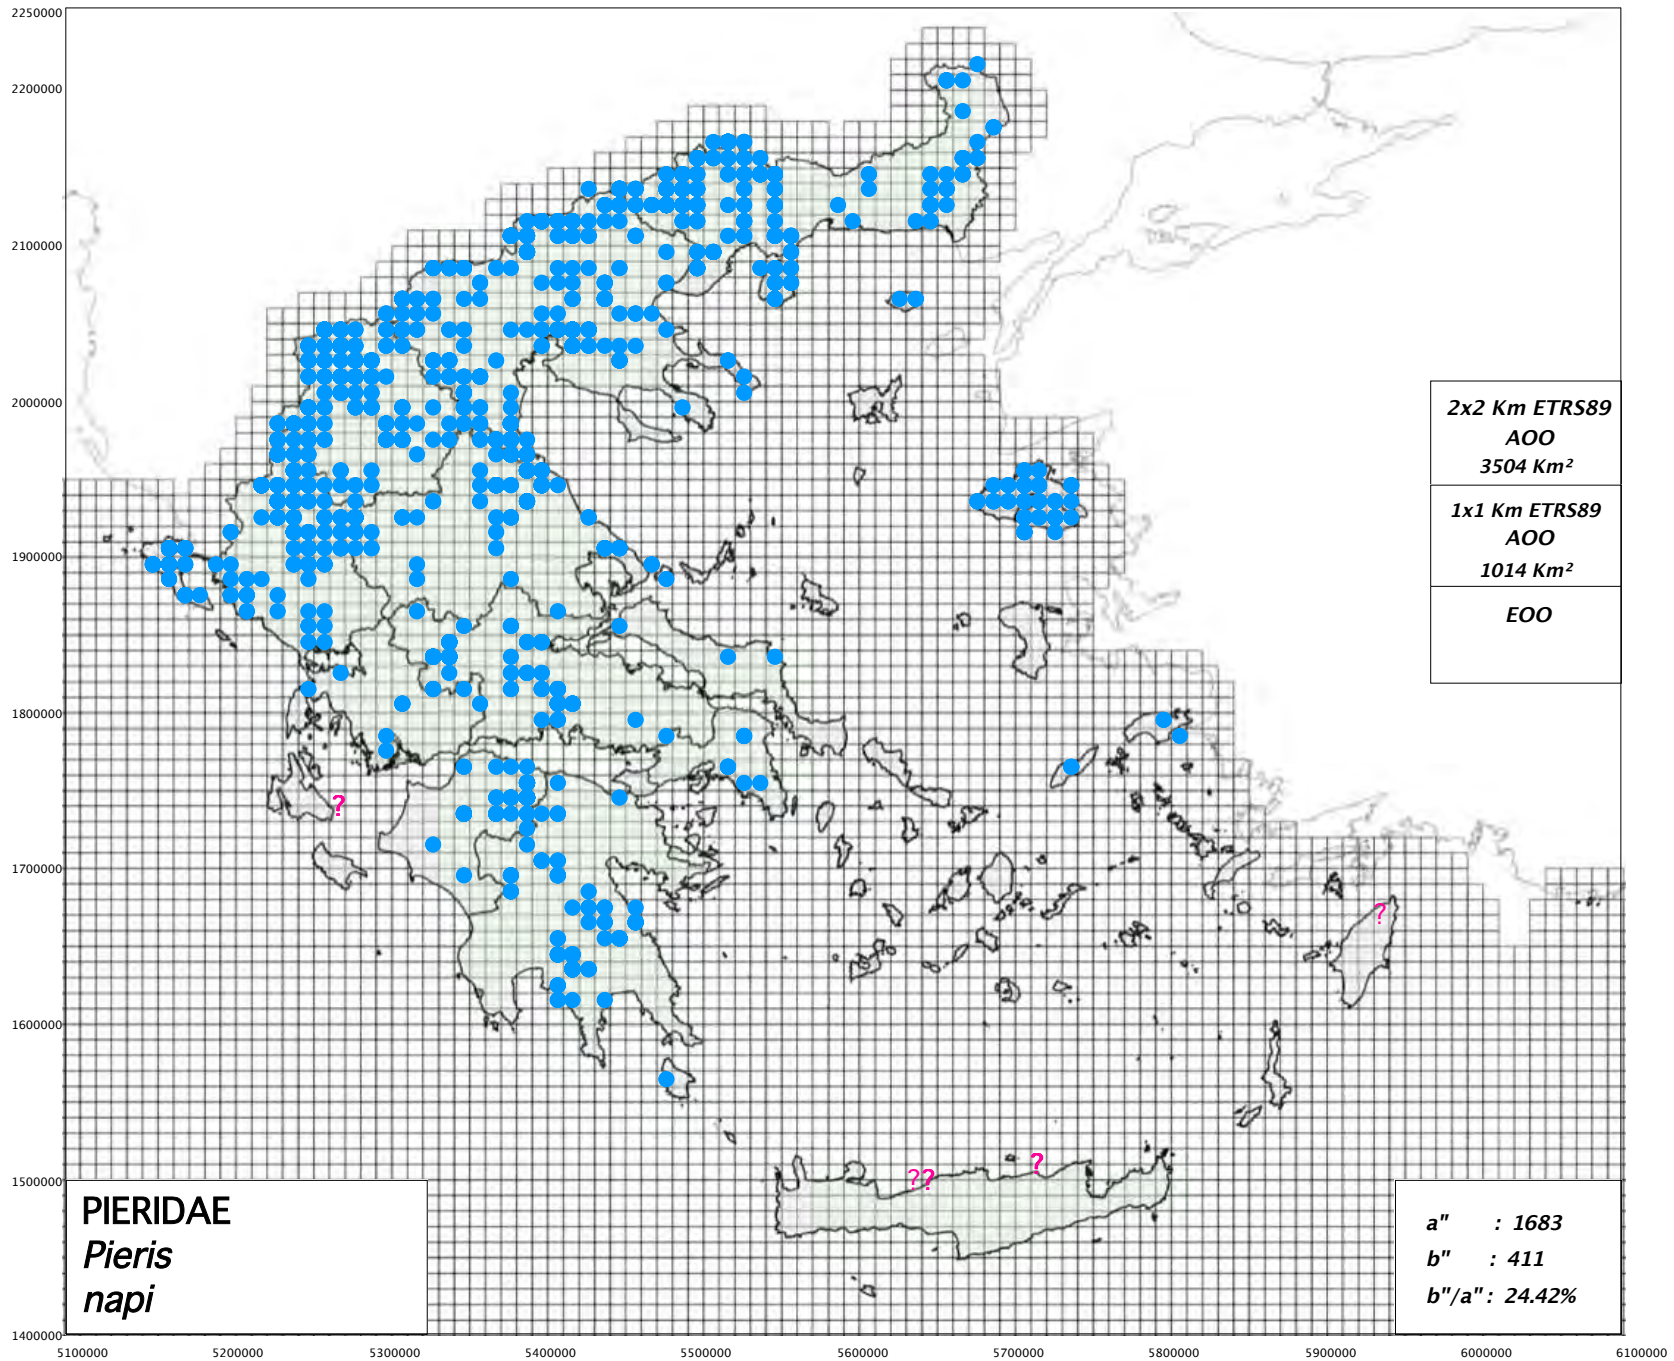 2250000
2200000
2100000
2000000
1900000
1800000
1700000
1600000
1500000
1400000
5100000 5200000 5300000 5400000 5500000 5600000 5700000 5800000 5900000 6000000 6100000
2x2 Km ETRS89
AOO
3504 Km²
1x1 Km ETRS89
AOO
1014 Km²
EOO
?
?
??
?
PIERIDAE
Pieris
napi
a" : 1683
b" : 411
b"/a" : 24.42%